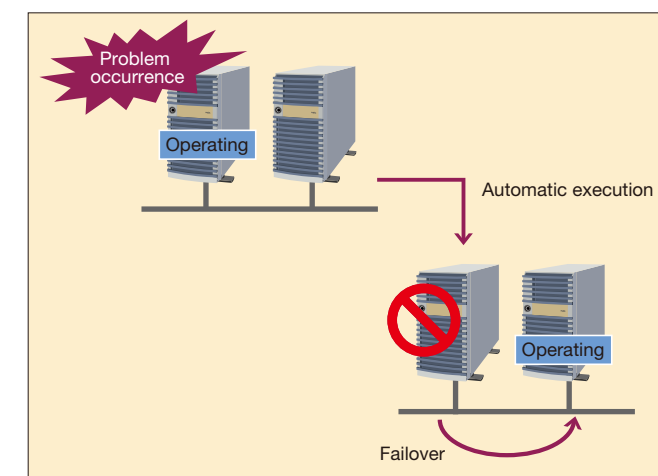 Problem
occurrence
Operating
Automatic execution
Operating
Failover